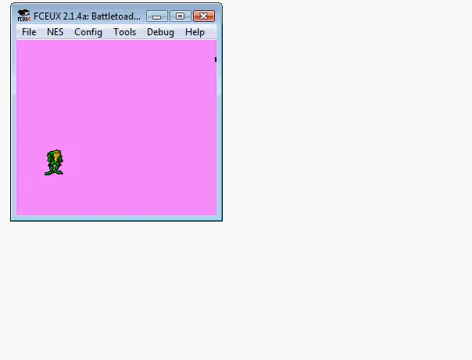 FCEUX 2.1.4a: Battletoad...
File NES Config Tools Debug Help